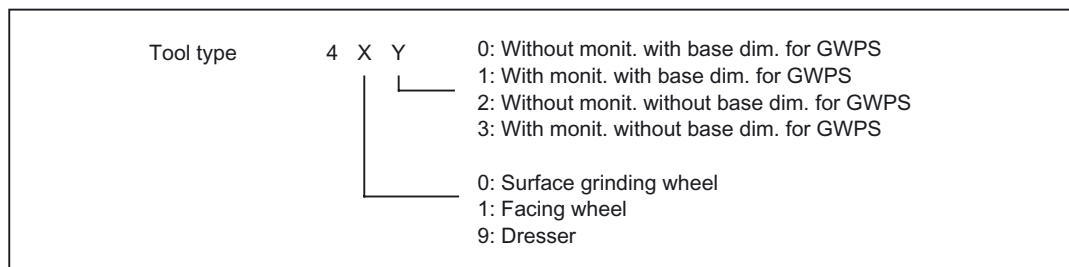 Tool type 4 X Y
0: Without monit. with base dim. for GWPS
1: With monit. with base dim. for GWPS
2: Without monit. without base dim. for GWPS
3: With monit. without base dim. for GWPS
0: Surface grinding wheel
1: Facing wheel
9: Dresser